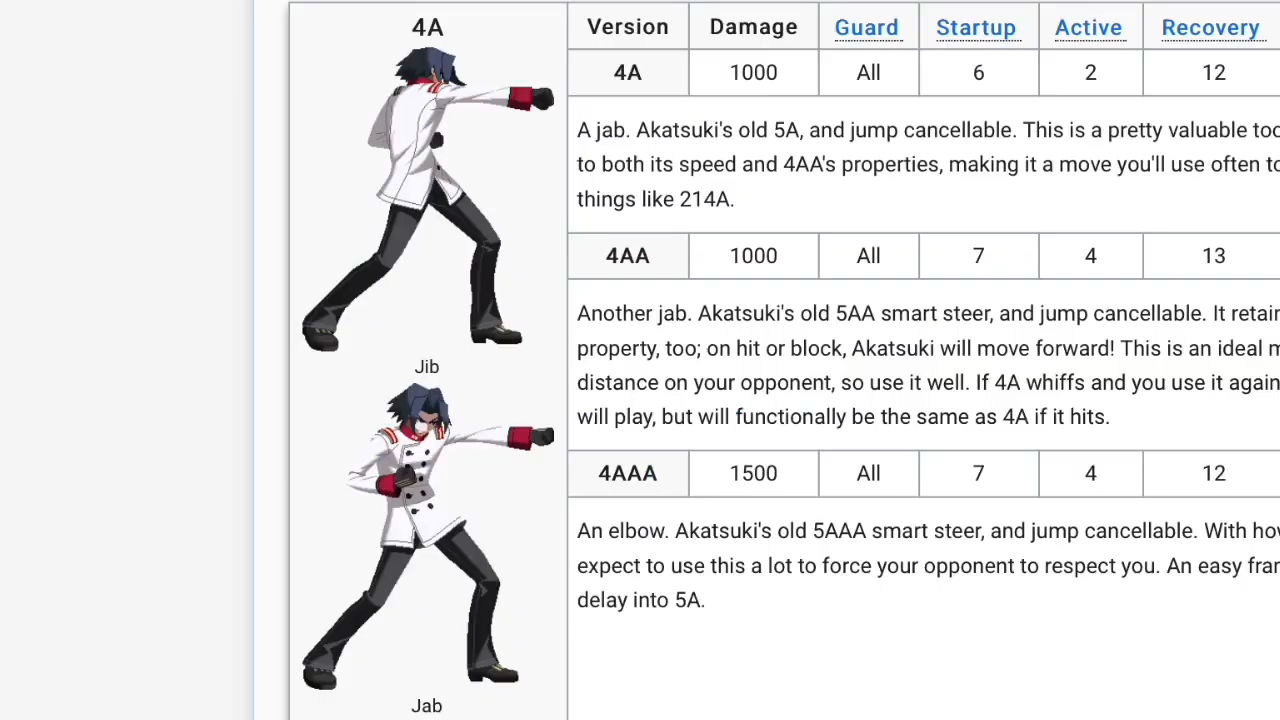 4A
Version Damage Guard Startup Active Recovery
4A 1000 All 6 2 12
A jab. Akatsuki's old 5A, and jump cancellable. This is a pretty valuable
to both its speed and 4AA's properties, making it a move you'll use often
things like 214A.
4AA 1000 All 7 4 13
Another jab. Akatsuki's old 5AA smart steer, and jump cancellable. It
property, too; on hit or block, Akatsuki will move forward! This is an ideal
distance on your opponent, so use it well. If 4A whiffs and you use it
will play, but will functionally be the same as 4A if it hits.
Jib
4AAA 1500 All 7 4 12
An elbow. Akatsuki's old 5AAA smart steer, and jump cancellable. With
expect to use this a lot to force your opponent to respect you. An easy
delay into 5A.
Jab